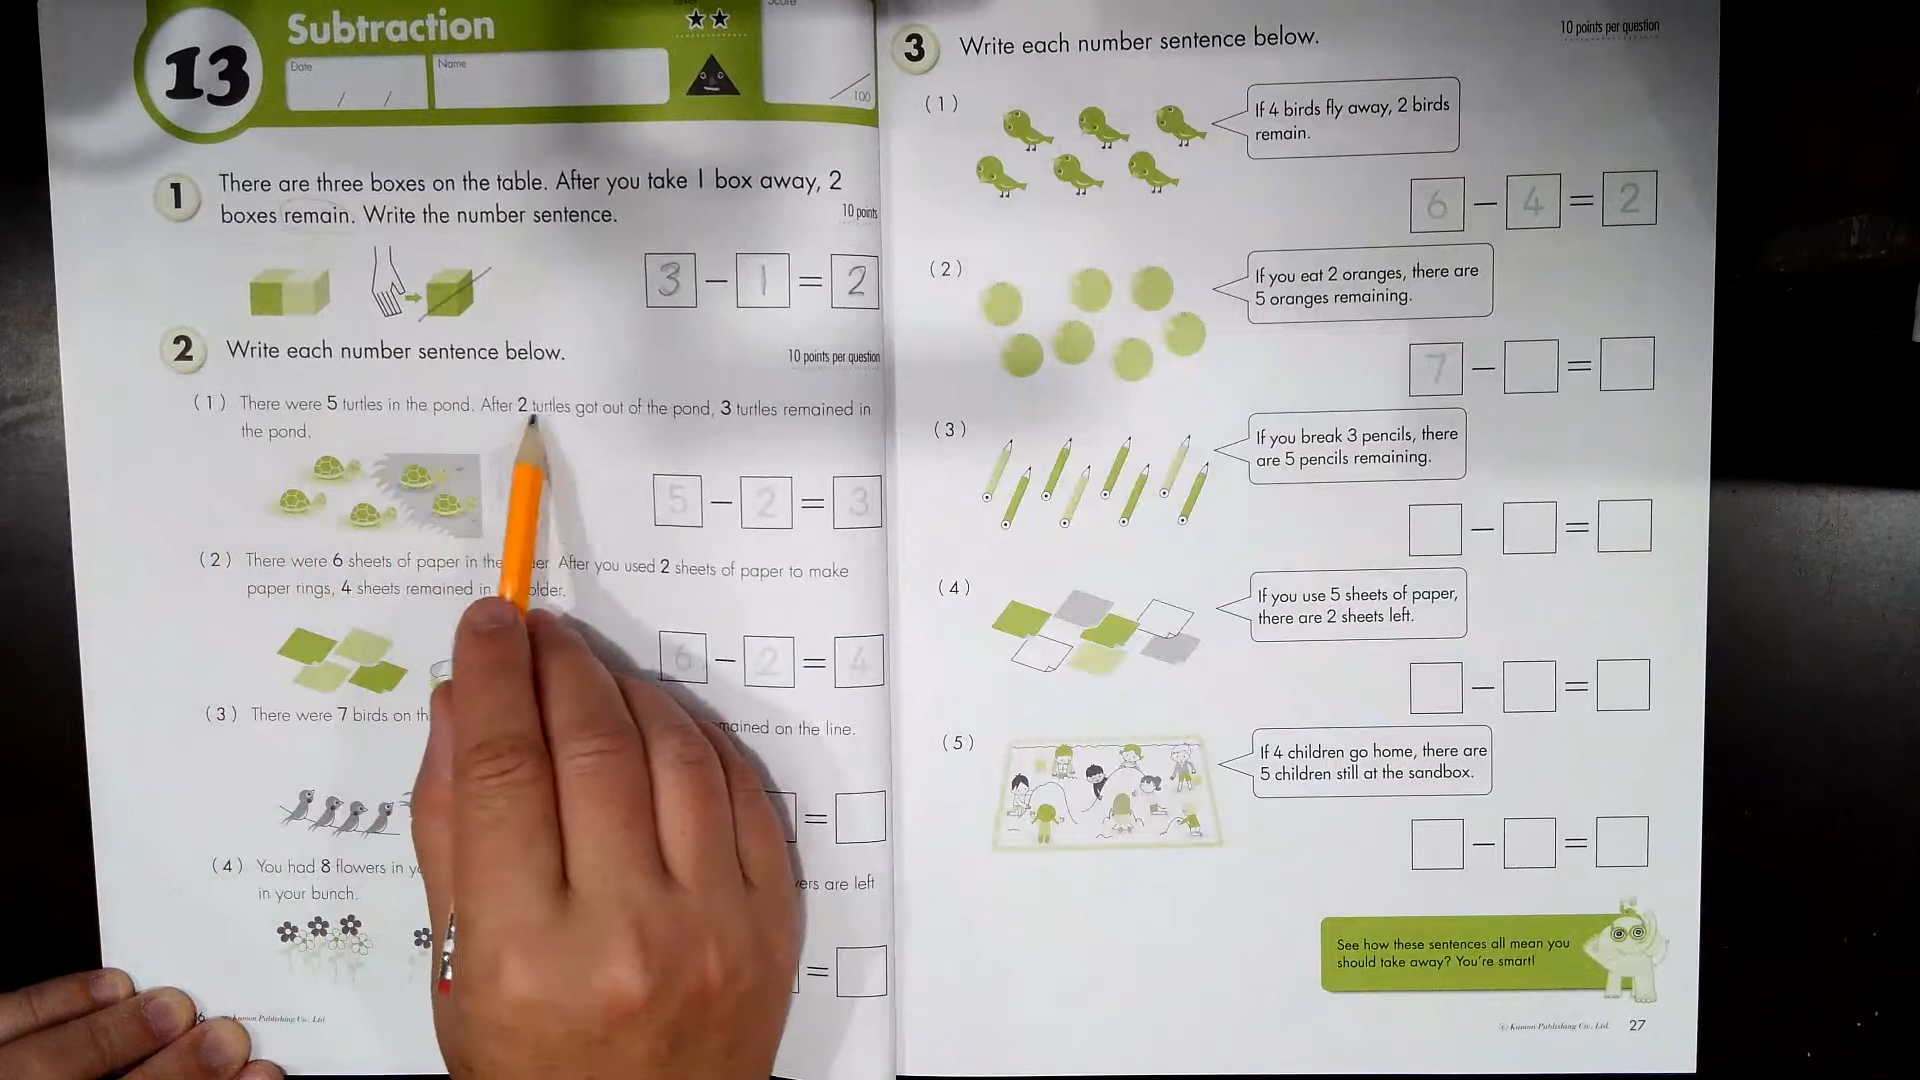 13
Subtraction
Date
/ /
Name
/100
1
There are three boxes on the table. After you take 1 box away, 2
boxes remain. Write the number sentence.
10 points
3 - 1 = 2
2
Write each number sentence below.
10 points per question
(1) There were 5 turtles in the pond. After 2 turtles got out of the pond, 3 turtles remained in
the pond.
5 - 2 = 3
(2) There were 6 sheets of paper in the After you used 2 sheets of paper to make
paper rings, 4 sheets remained in
6 - 2 = 4
(3) There were 7 birds on remained on the line.
=
(4) You had 8 flowers in are left
in your bunch.
=
© Kumon Publishing Co., Ltd.
3
Write each number sentence below.
10 points per question
(1)
If 4 birds fly away, 2 birds
remain.
6 - 4 = 2
(2)
If you eat 2 oranges, there are
5 oranges remaining.
7 - =
(3)
If you break 3 pencils, there
are 5 pencils remaining.
- =
(4)
If you use 5 sheets of paper,
there are 2 sheets left.
- =
(5)
If 4 children go home, there are
5 children still at the sandbox.
- =
See how these sentences all mean you
should take away? You're smart!
© Kumon Publishing Co., Ltd. 27